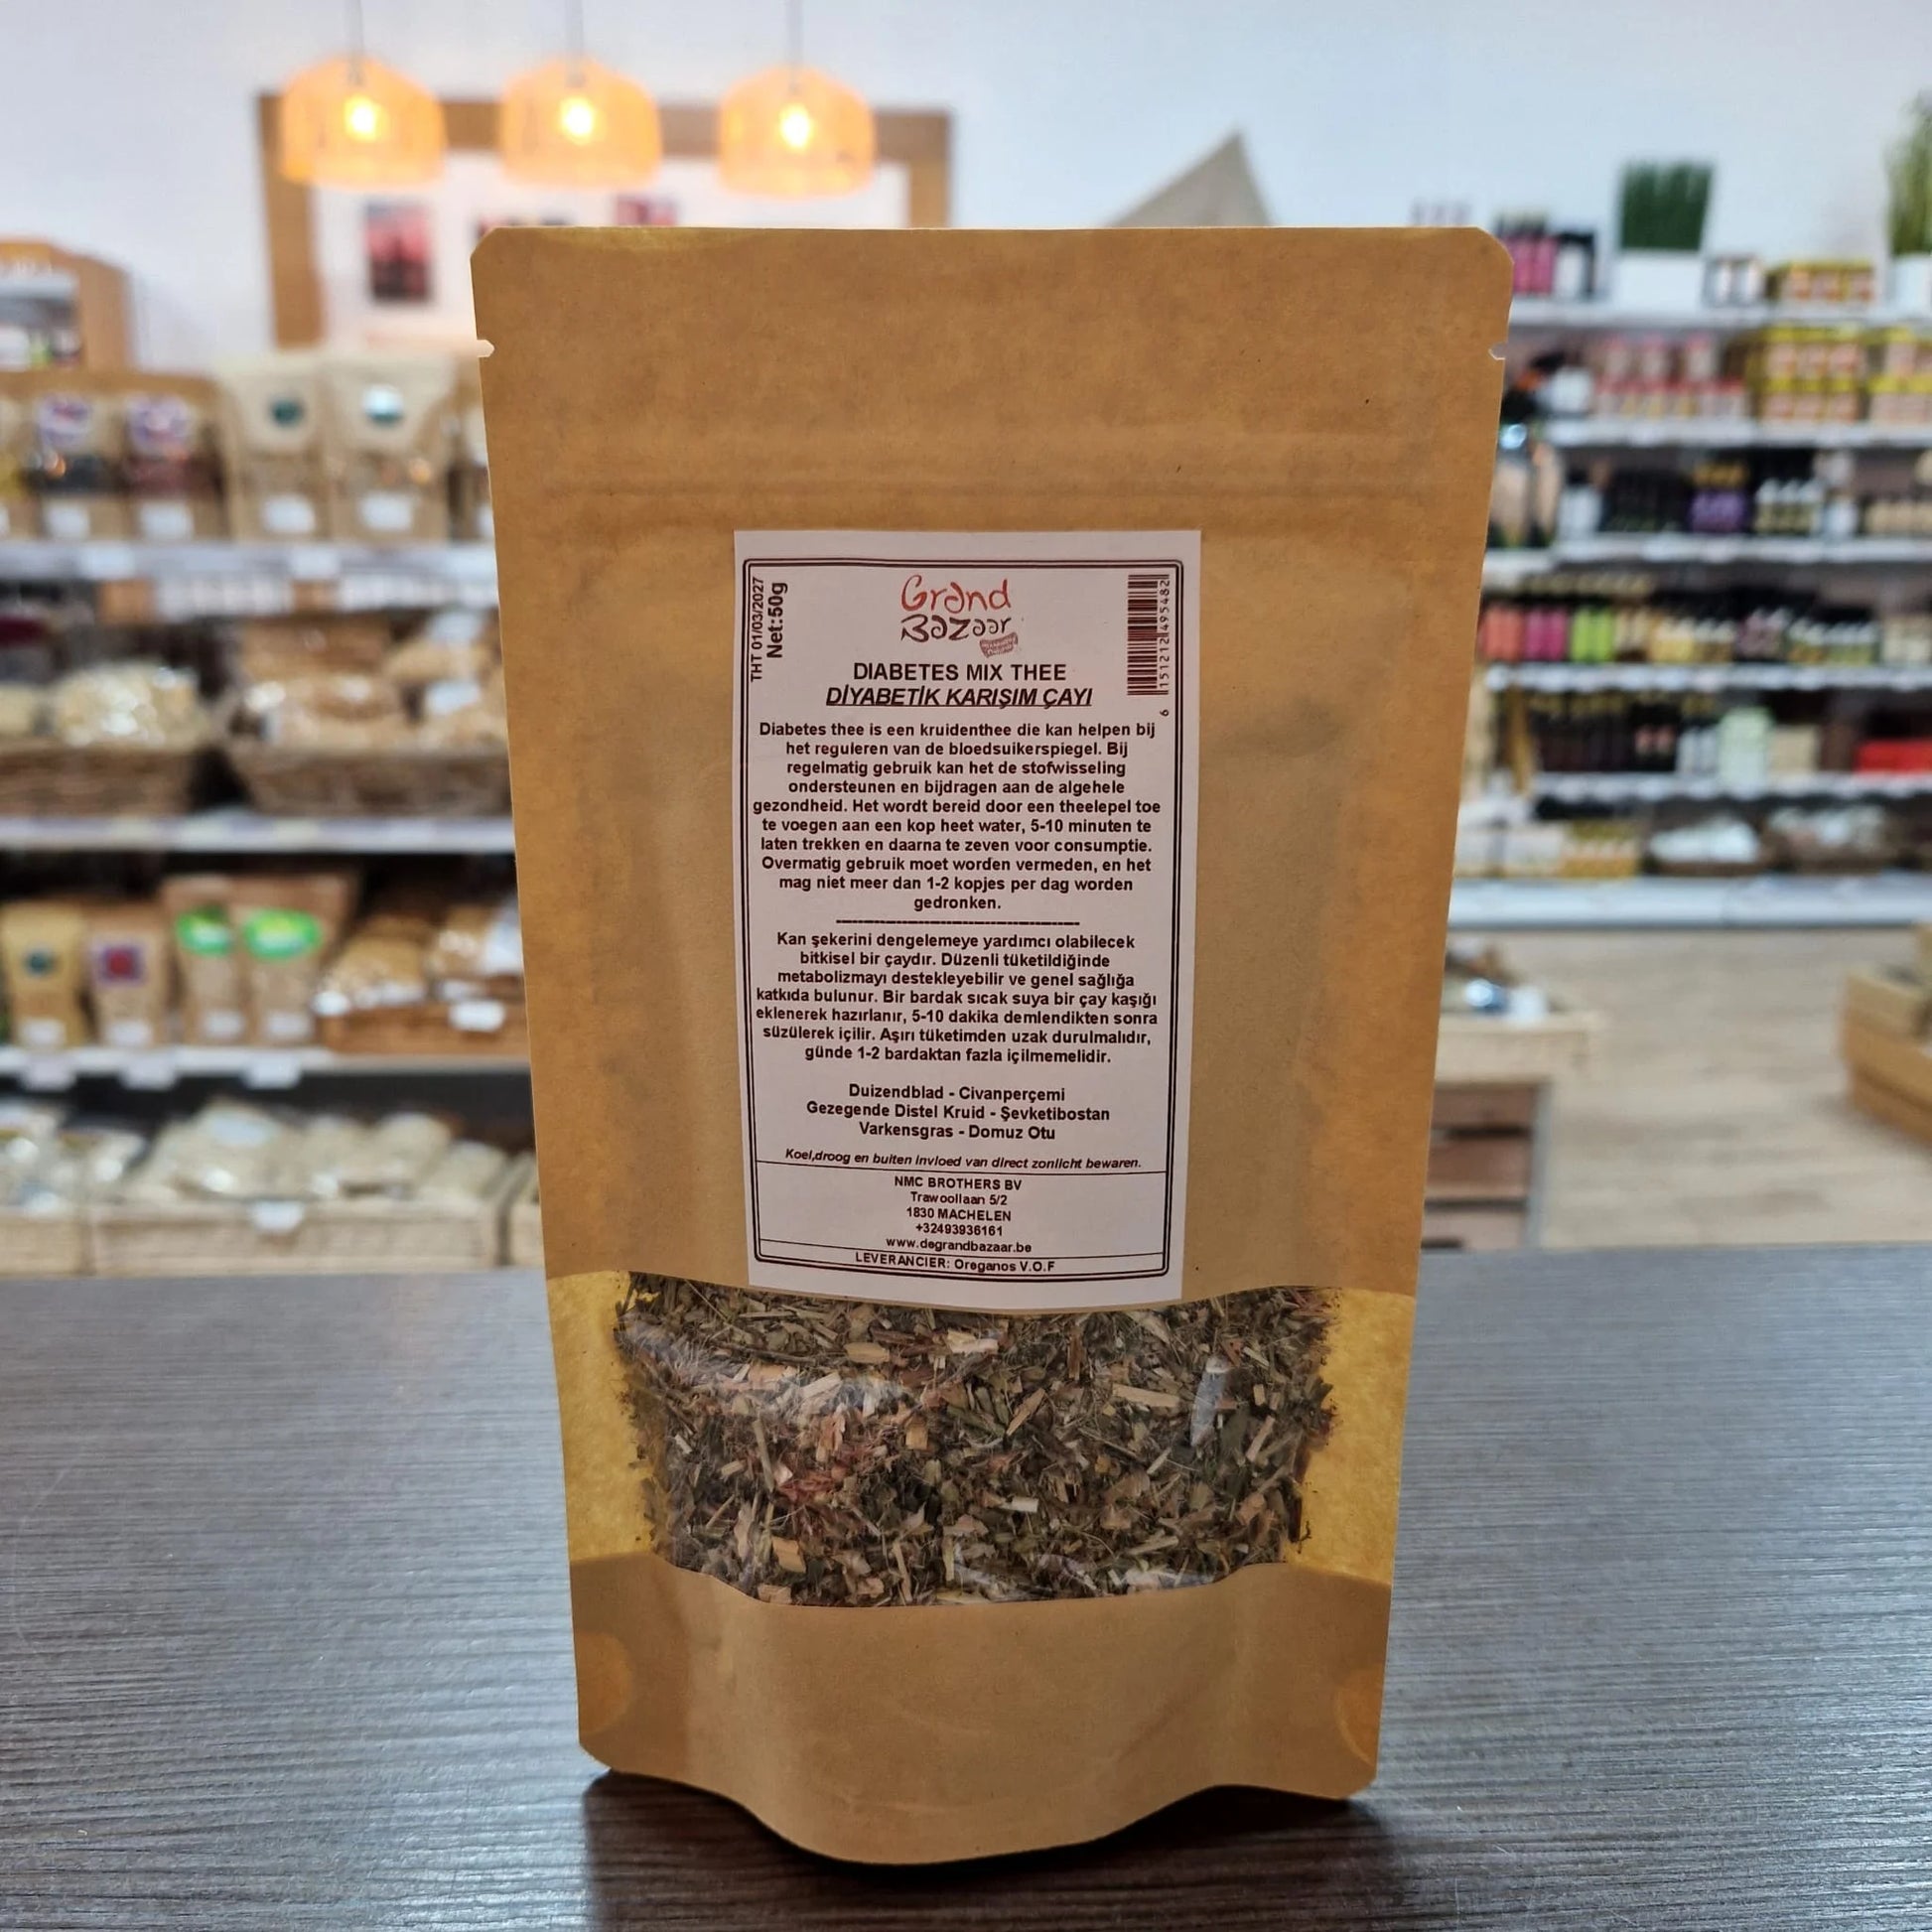 THT 01/03/2027
Net:50g
Grand
Bazaar
6 151212 495482
DIABETES MIX THEE
DİYABETİK KARIŞIM ÇAYI
Diabetes thee is een kruidenthee die kan helpen bij
het reguleren van de bloedsuikerspiegel. Bij
regelmatig gebruik kan het de stofwisseling
ondersteunen en bijdragen aan de algehele
gezondheid. Het wordt bereid door een theelepel toe
te voegen aan een kop heet water, 5-10 minuten te
laten trekken en daarna te zeven voor consumptie.
Overmatig gebruik moet worden vermeden, en het
mag niet meer dan 1-2 kopjes per dag worden
gedronken.
Kan şekerini dengelemeye yardımcı olabilecek
bitkisel bir çaydır. Düzenli tüketildiğinde
metabolizmayı destekleyebilir ve genel sağlığa
katkıda bulunur. Bir bardak sıcak suya bir çay kaşığı
eklenerek hazırlanır, 5-10 dakika demlendikten sonra
süzülerek içilir. Aşırı tüketimden uzak durulmalıdır,
günde 1-2 bardaktan fazla içilmemelidir.
Duizendblad - Civanperçemi
Gezegende Distel Kruid - Şevketibostan
Varkensgras - Domuz Otu
Koel,droog en buiten invloed van direct zonlicht bewaren.
NMC BROTHERS BV
Trawoollaan 5/2
1830 MACHELEN
+32493936161
www.degrandbazaar.be
LEVERANCIER: Oreganos V.O.F